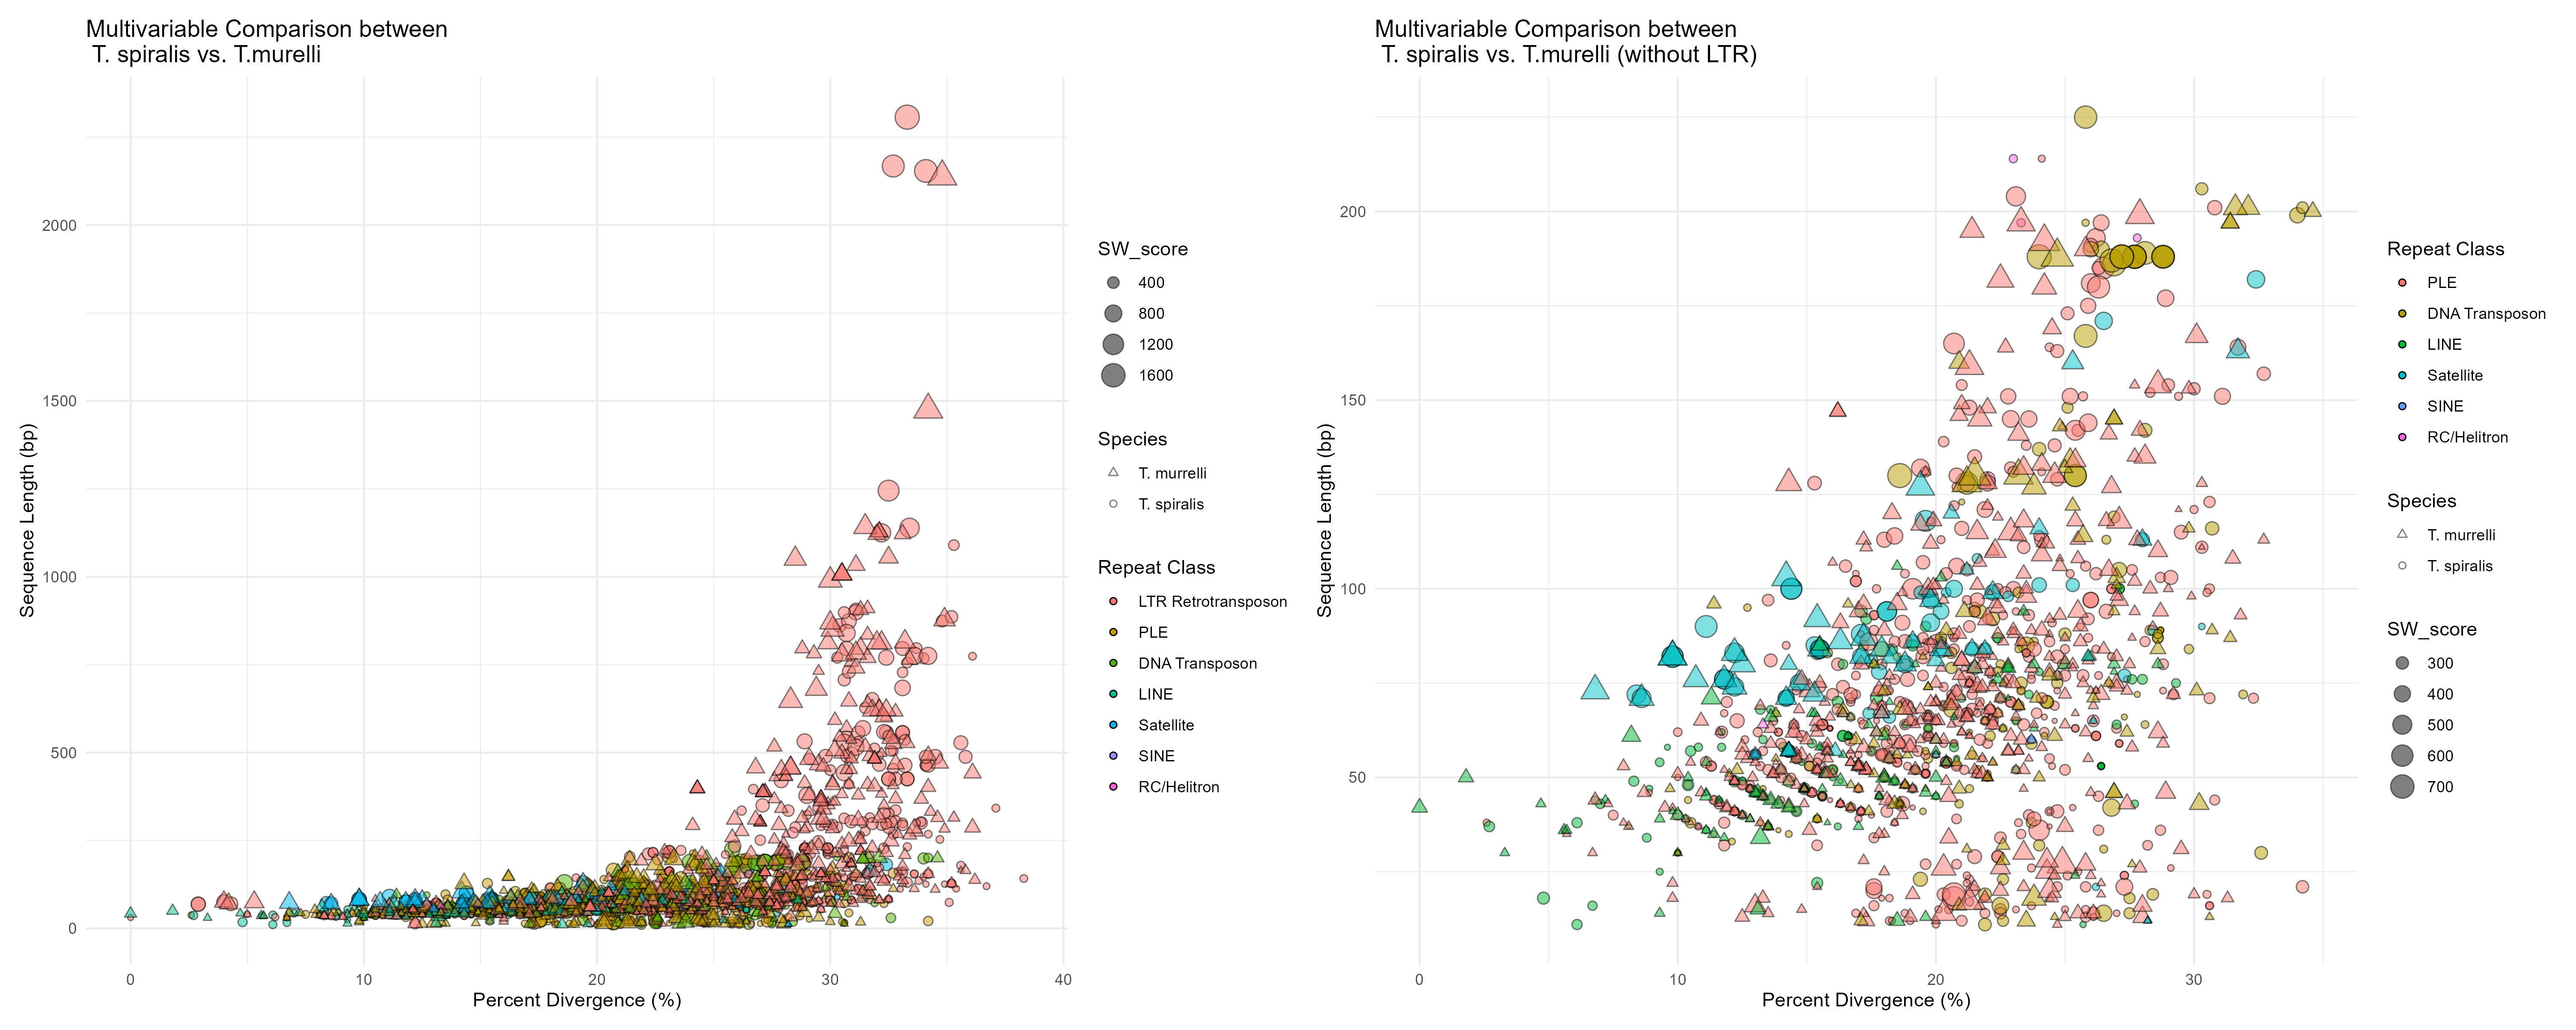 Multivariable Comparison between
T. spiralis vs. T.murelli
Sequence Length (bp)
2000
1500
1000
500
0
0
10
20
30
40
Percent Divergence (%)
SW_score
400
800
1200
1600
Species
T. murrelli
T. spiralis
Repeat Class
LTR Retrotransposon
PLE
DNA Transposon
LINE
Satellite
SINE
RC/Helitron
Multivariable Comparison between
T. spiralis vs. T.murelli (without LTR)
Sequence Length (bp)
200
150
100
50
0
10
20
30
Percent Divergence (%)
Repeat Class
PLE
DNA Transposon
LINE
Satellite
SINE
RC/Helitron
Species
T. murrelli
T. spiralis
SW_score
300
400
500
600
700